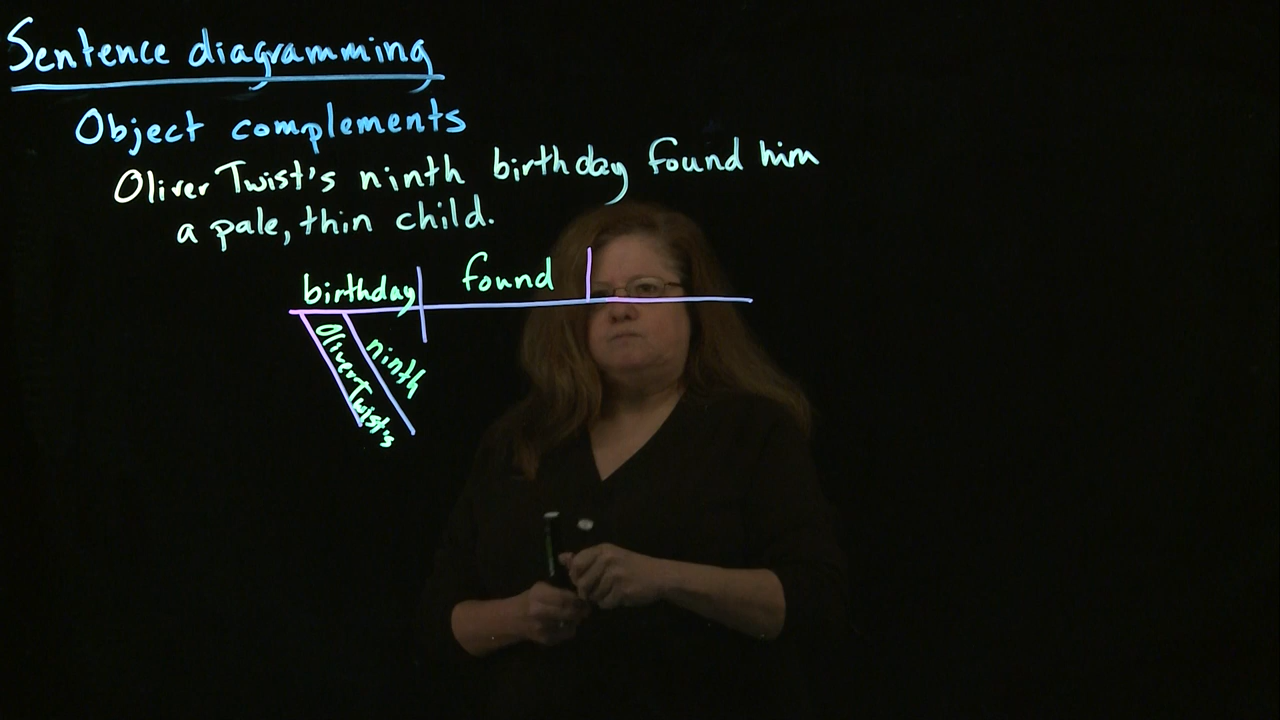 Sentence diagramming
Object complements
Oliver Twist's ninth birthday found him
a pale, thin child.
birthday found
Oliver Twist's
ninth